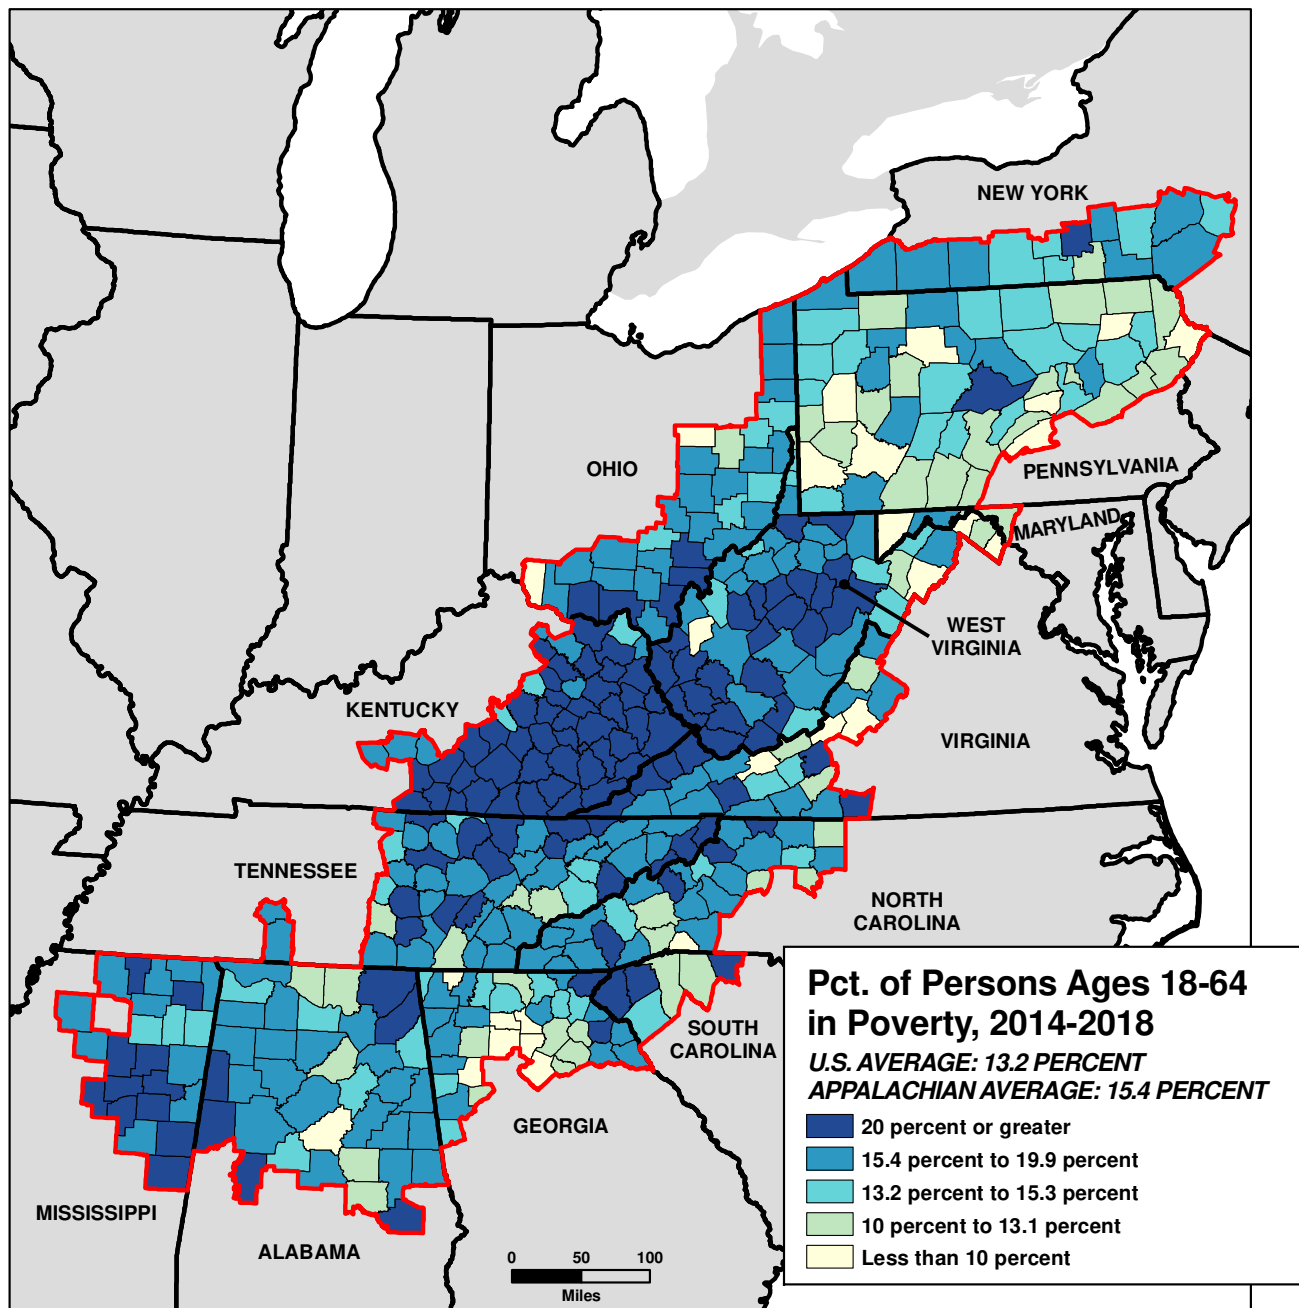 NEW YORK
OHIO
PENNSYLVANIA
MARYLAND
WEST
VIRGINIA
KENTUCKY
VIRGINIA
TENNESSEE
NORTH
CAROLINA
SOUTH
CAROLINA
GEORGIA
MISSISSIPPI
ALABAMA
0 50 100
Miles
Pct. of Persons Ages 18-64
in Poverty, 2014-2018
U.S. AVERAGE: 13.2 PERCENT
APPALACHIAN AVERAGE: 15.4 PERCENT
20 percent or greater
15.4 percent to 19.9 percent
13.2 percent to 15.3 percent
10 percent to 13.1 percent
Less than 10 percent